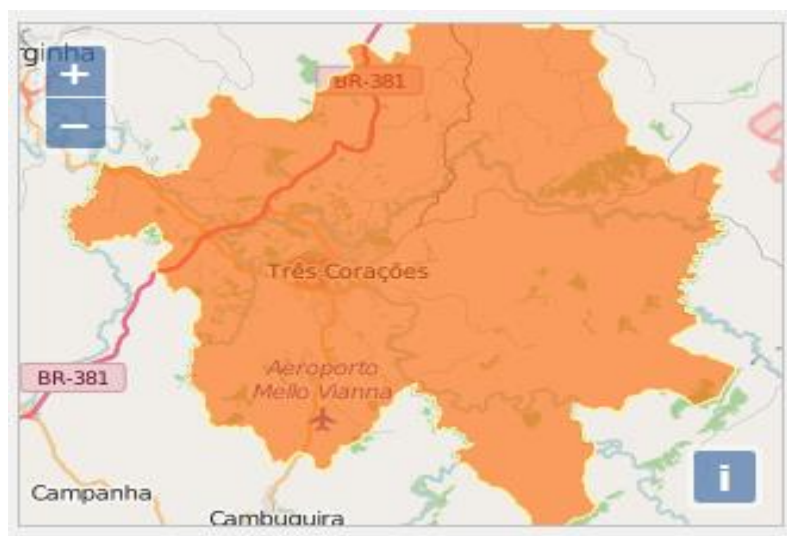 ginha
+
BR-381
−
Três Corações
Aeroporto
Mello Vianna
BR-381
i
Campanha
Cambuquira